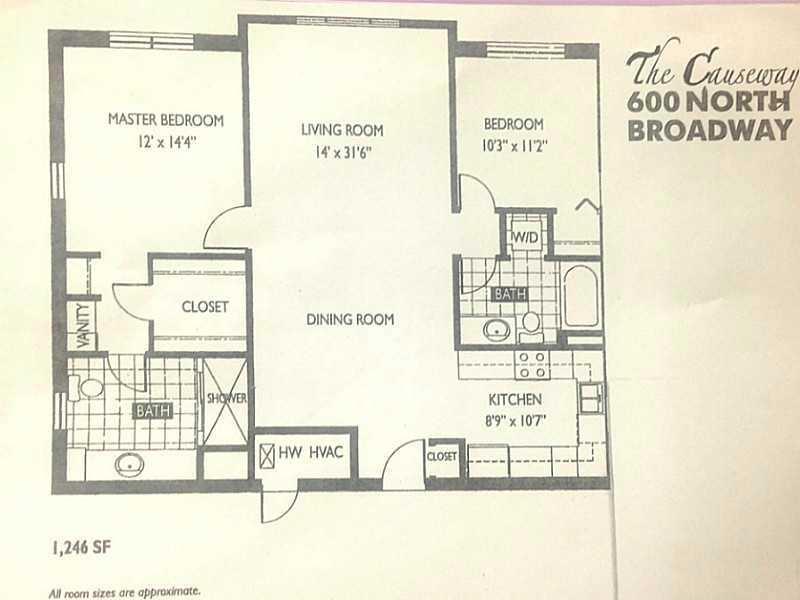 The Causeway
600 NORTH
BROADWAY
MASTER BEDROOM
12' x 14'4"
LIVING ROOM
14' x 31'6"
BEDROOM
10'3" x 11'2"
W/D
CLOSET
BATH
VANITY
DINING ROOM
KITCHEN
8'9" x 10'7"
BATH
SHOWER
HW HVAC
CLOSET
1,246 SF
All room sizes are approximate.